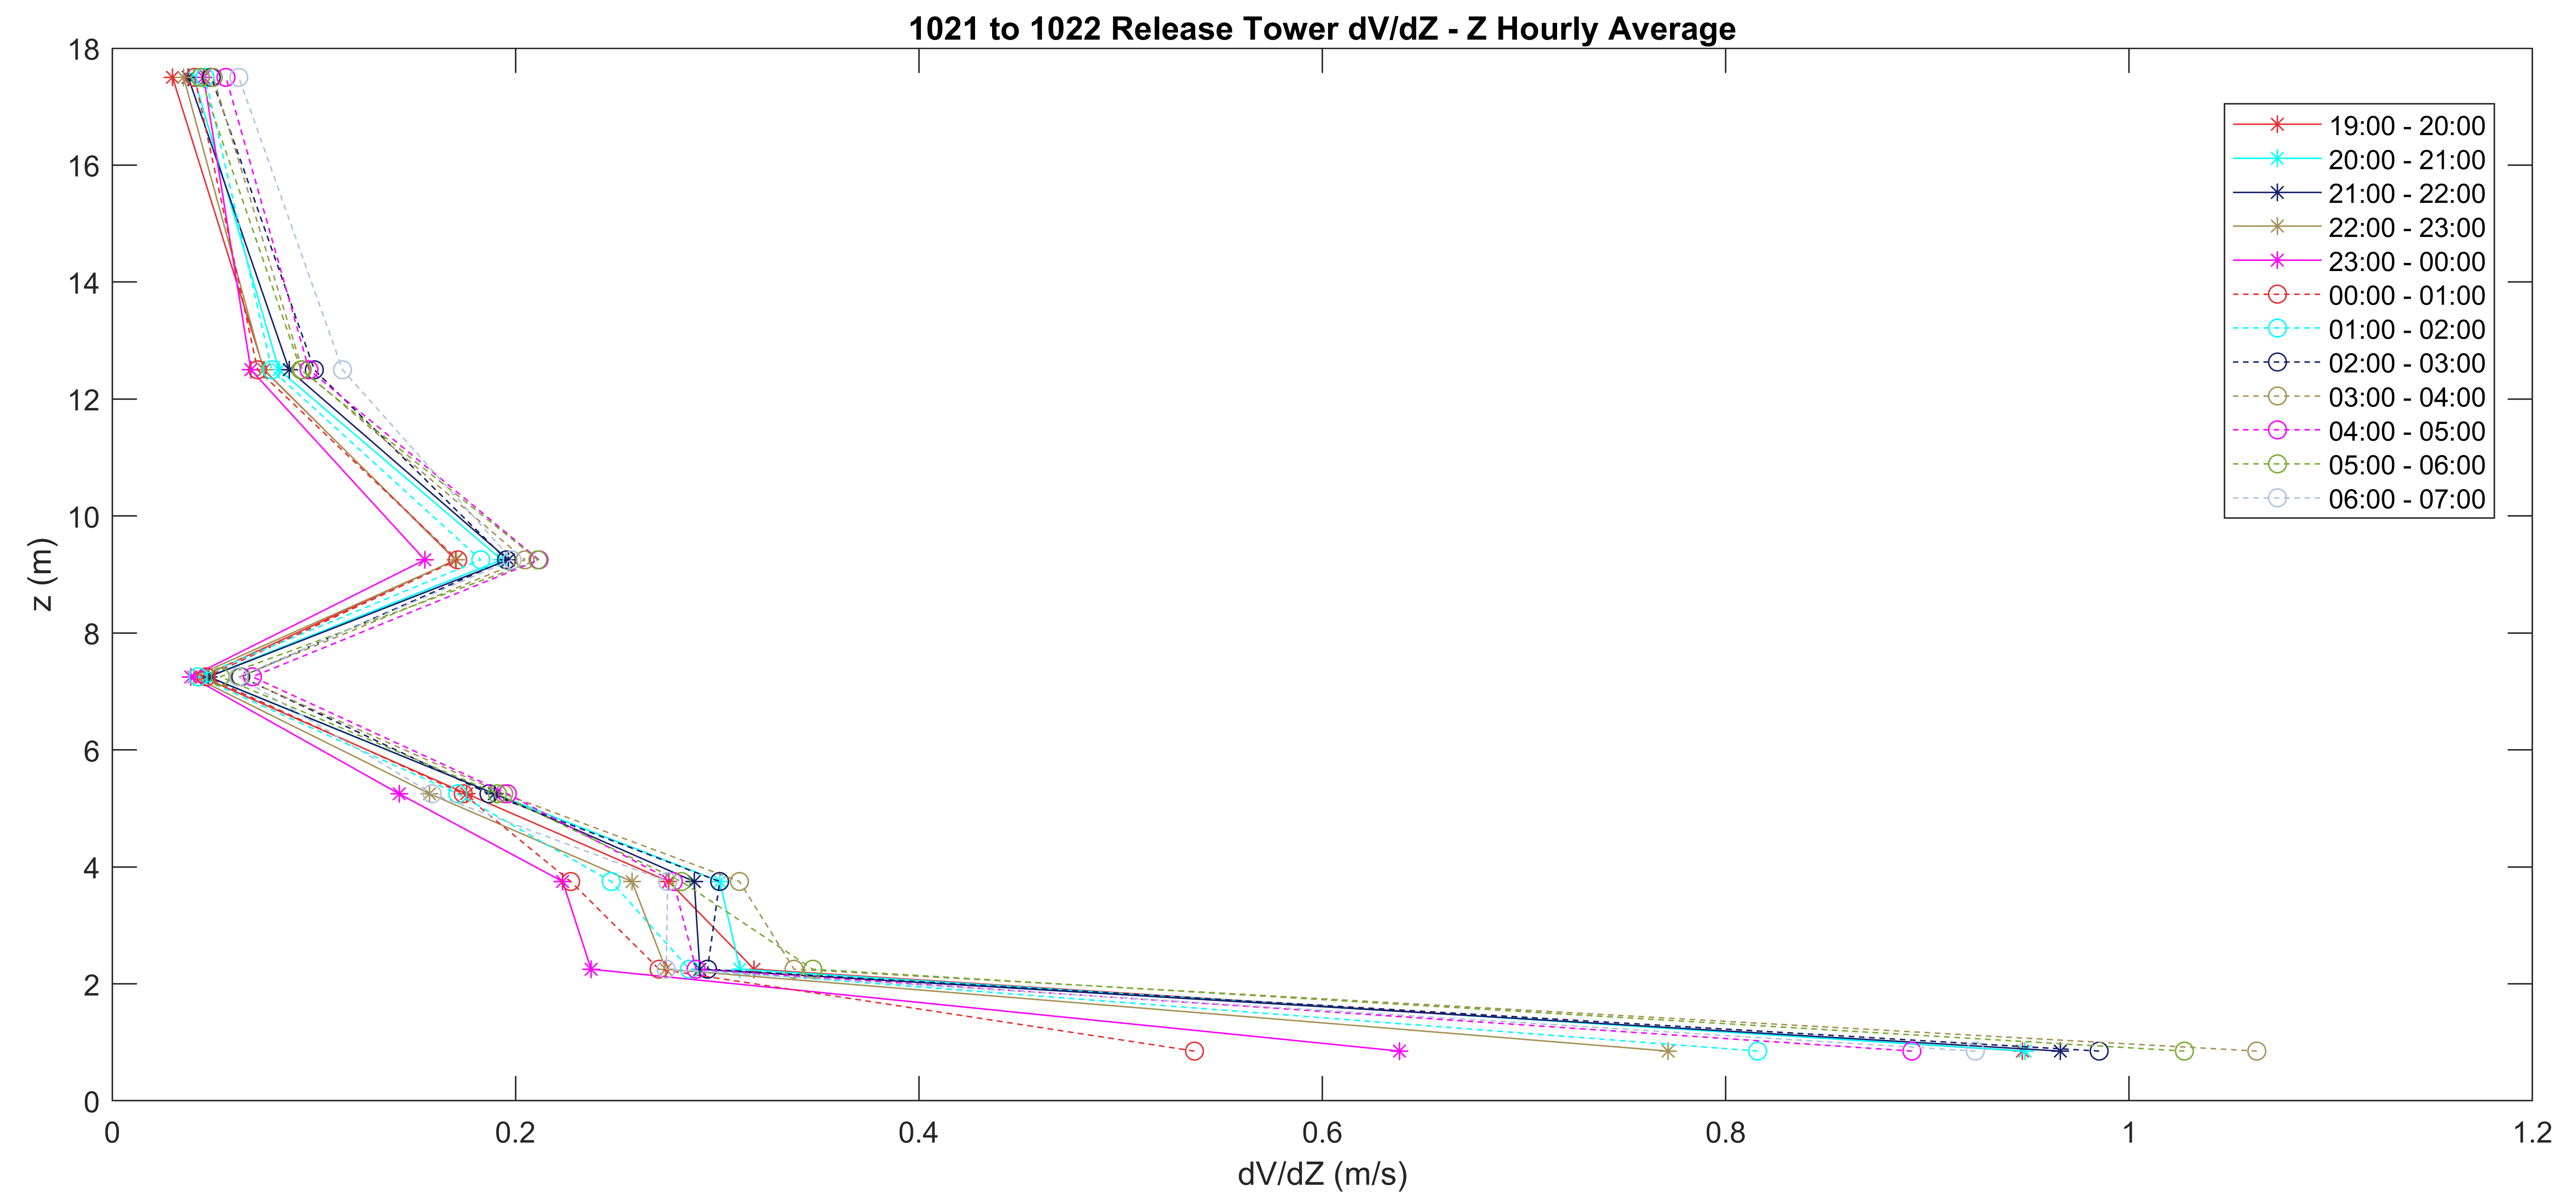 1021 to 1022 Release Tower dV/dZ - Z Hourly Average
18
16
14
12
10
8
6
4
2
0
z (m)
0 0.2 0.4 0.6 0.8 1 1.2
dV/dZ (m/s)
19:00 - 20:00
20:00 - 21:00
21:00 - 22:00
22:00 - 23:00
23:00 - 00:00
00:00 - 01:00
01:00 - 02:00
02:00 - 03:00
03:00 - 04:00
04:00 - 05:00
05:00 - 06:00
06:00 - 07:00